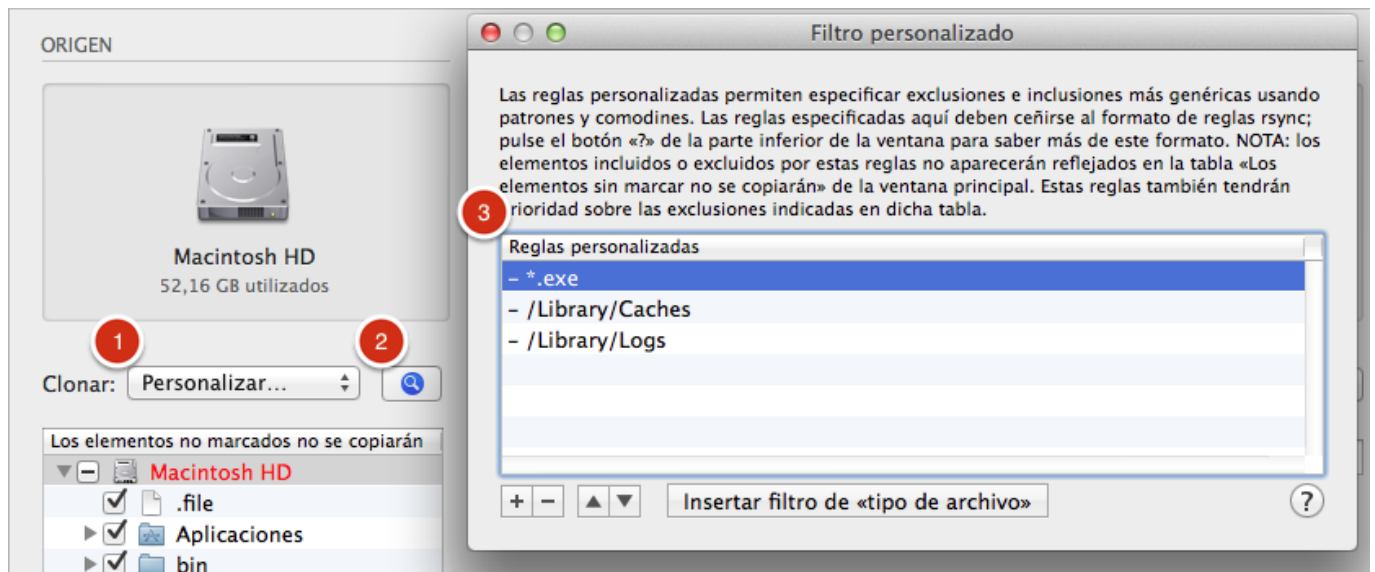 ORIGEN
Macintosh HD
52,16 GB utilizados
1
2
Clonar: Personalizar...
Los elementos no marcados no se copiarán
Macintosh HD
.file
Aplicaciones
bin
Filtro personalizado
Las reglas personalizadas permiten especificar exclusiones e inclusiones más genéricas usando
patrones y comodines. Las reglas especificadas aquí deben ceñirse al formato de reglas rsync;
pulse el botón «?» de la parte inferior de la ventana para saber más de este formato. NOTA: los
elementos incluidos o excluidos por estas reglas no aparecerán reflejados en la tabla «Los
elementos sin marcar no se copiarán» de la ventana principal. Estas reglas también tendrán
rioridad sobre las exclusiones indicadas en dicha tabla.
3
Reglas personalizadas
– *.exe
– /Library/Caches
– /Library/Logs
+ − ▲ ▼ Insertar filtro de «tipo de archivo» ?